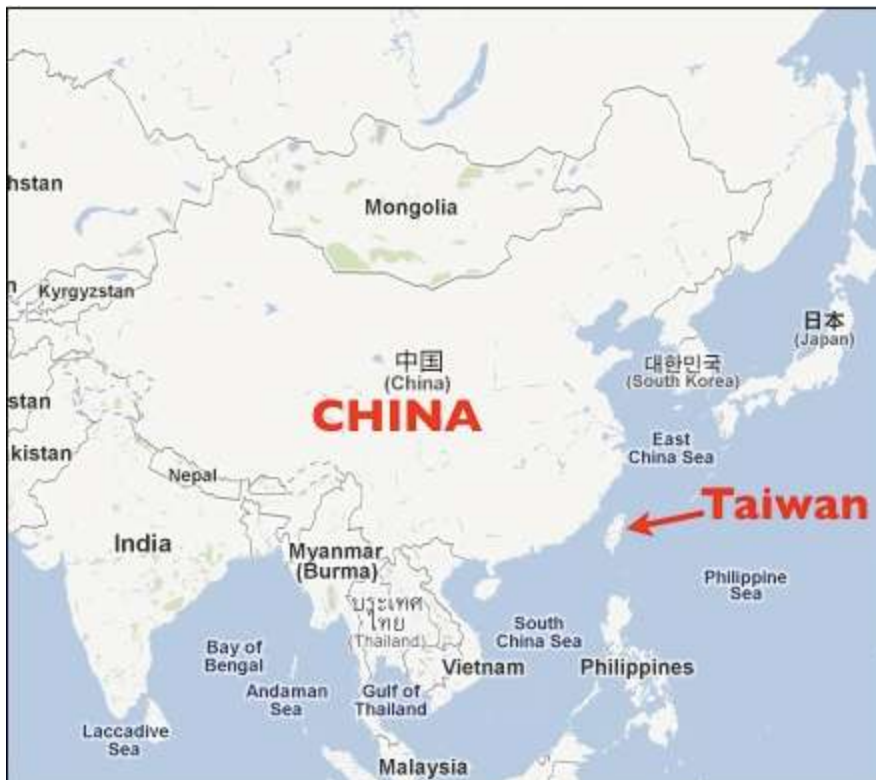 hstan
Mongolia
n
Kyrgyzstan
日本
(Japan)
中国
(China)
대한민국
(South Korea)
CHINA
stan
kistan
East
China Sea
Nepal
Taiwan
India
Myanmar
(Burma)
Philippine
Sea
ประเทศ
ไทย
(Thailand)
South
China Sea
Bay of
Bengal
Vietnam
Philippines
Andaman
Sea
Gulf of
Thailand
Laccadive
Sea
Malaysia